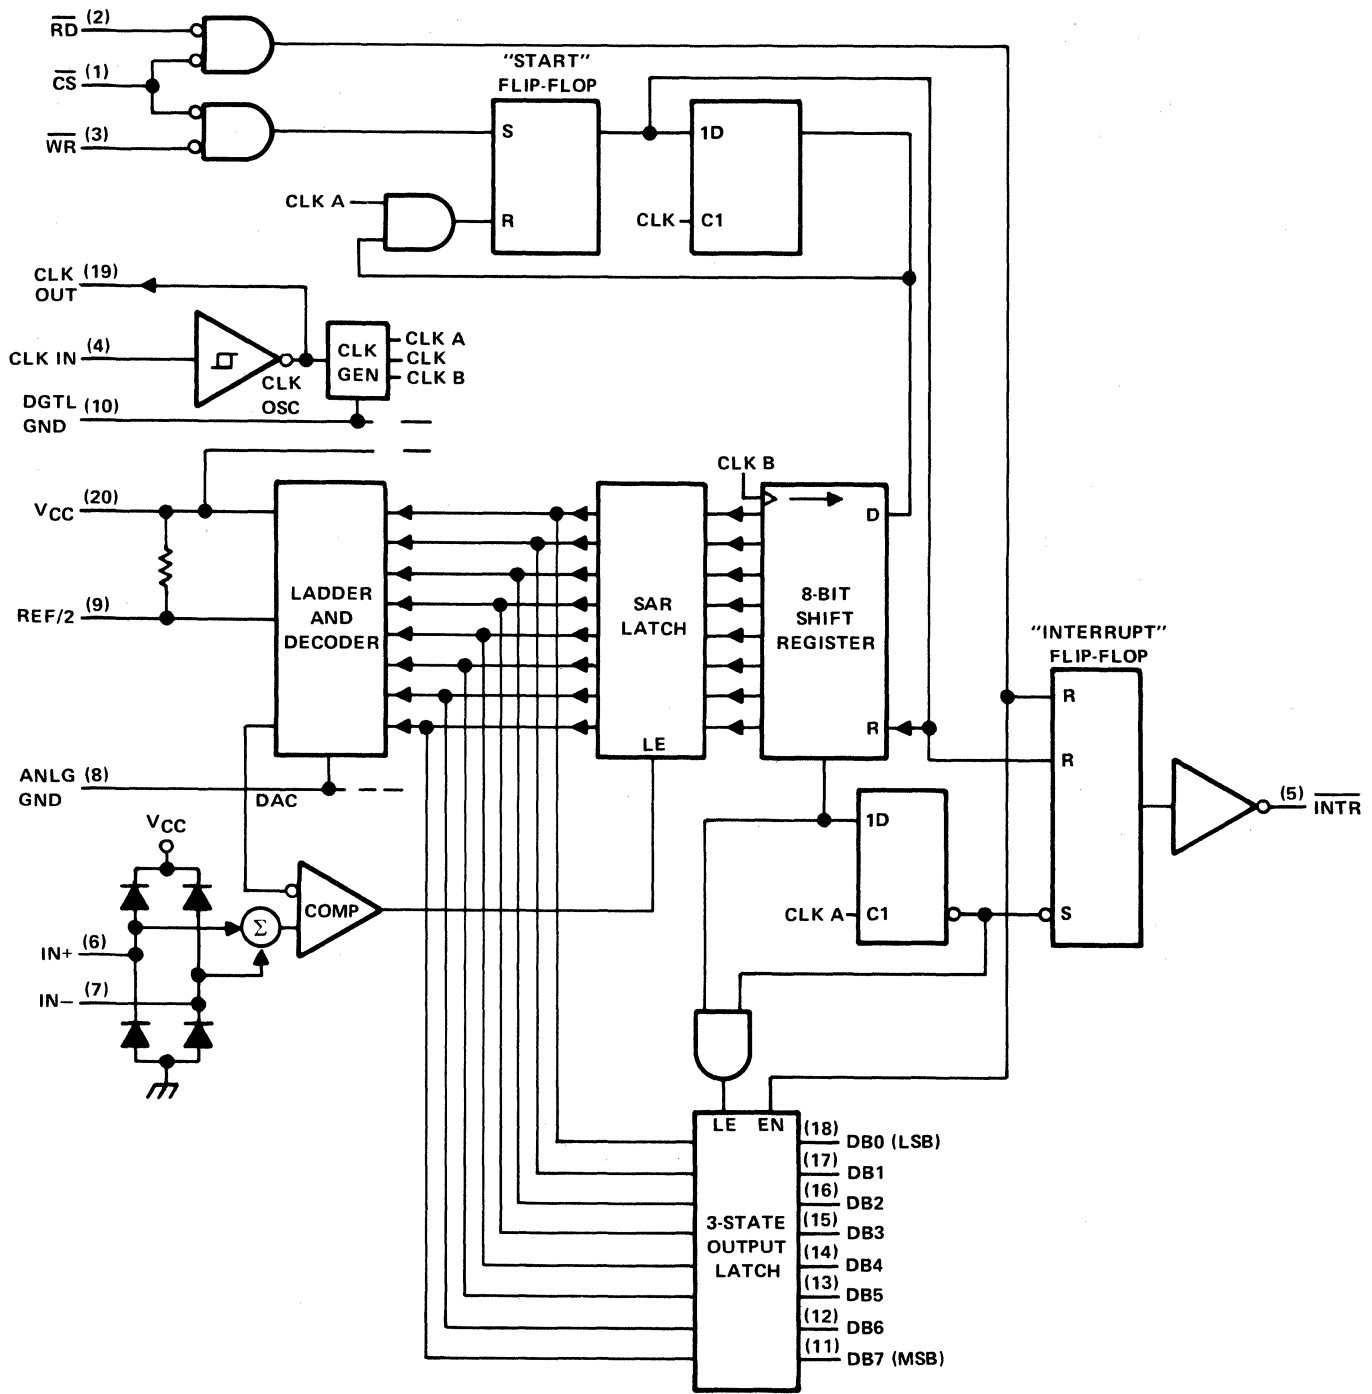 RD (2)
CS (1)
WR (3)
"START"
FLIP-FLOP
S
R
1D
CLK C1
CLK A
CLK (19)
OUT
CLK IN (4)
CLK
OSC
CLK
GEN
CLK A
CLK
CLK B
DGTL (10)
GND
VCC (20)
REF/2 (9)
LADDER
AND
DECODER
SAR
LATCH
LE
CLK B
D
8-BIT
SHIFT
REGISTER
R
"INTERRUPT"
FLIP-FLOP
R
R
S
(5) INTR
ANLG (8)
GND
DAC
VCC
COMP
Σ
IN+ (6)
IN− (7)
1D
CLK A C1
LE EN
3-STATE
OUTPUT
LATCH
(18) DB0 (LSB)
(17) DB1
(16) DB2
(15) DB3
(14) DB4
(13) DB5
(12) DB6
(11) DB7 (MSB)